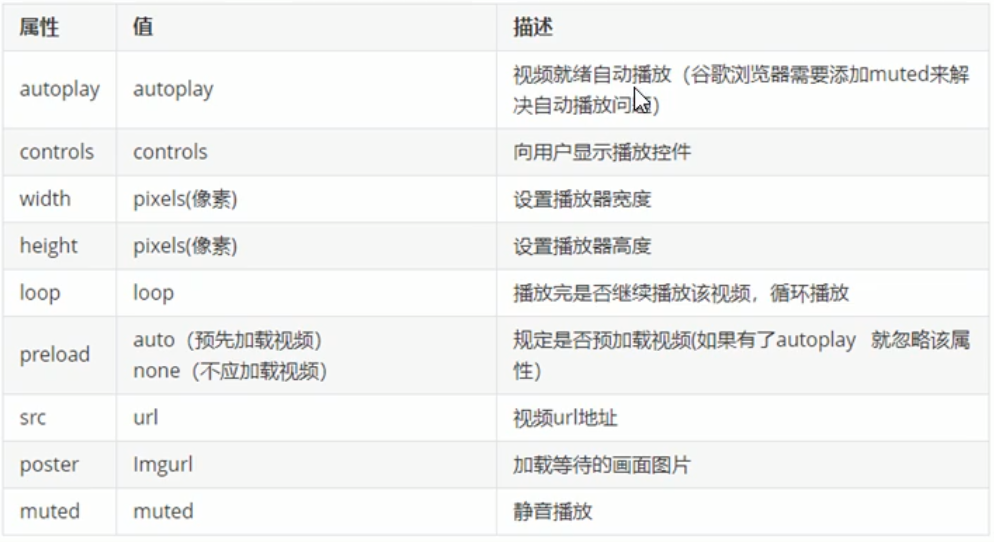 属性 值 描述
autoplay autoplay 视频就绪自动播放（谷歌浏览器需要添加muted来解
决自动播放问题）
controls controls 向用户显示播放控件
width pixels(像素) 设置播放器宽度
height pixels(像素) 设置播放器高度
loop loop 播放完是否继续播放该视频，循环播放
preload auto（预先加载视频） 规定是否预加载视频(如果有了autoplay 就忽略该属
none（不应加载视频） 性）
src url 视频url地址
poster Imgurl 加载等待的画面图片
muted muted 静音播放